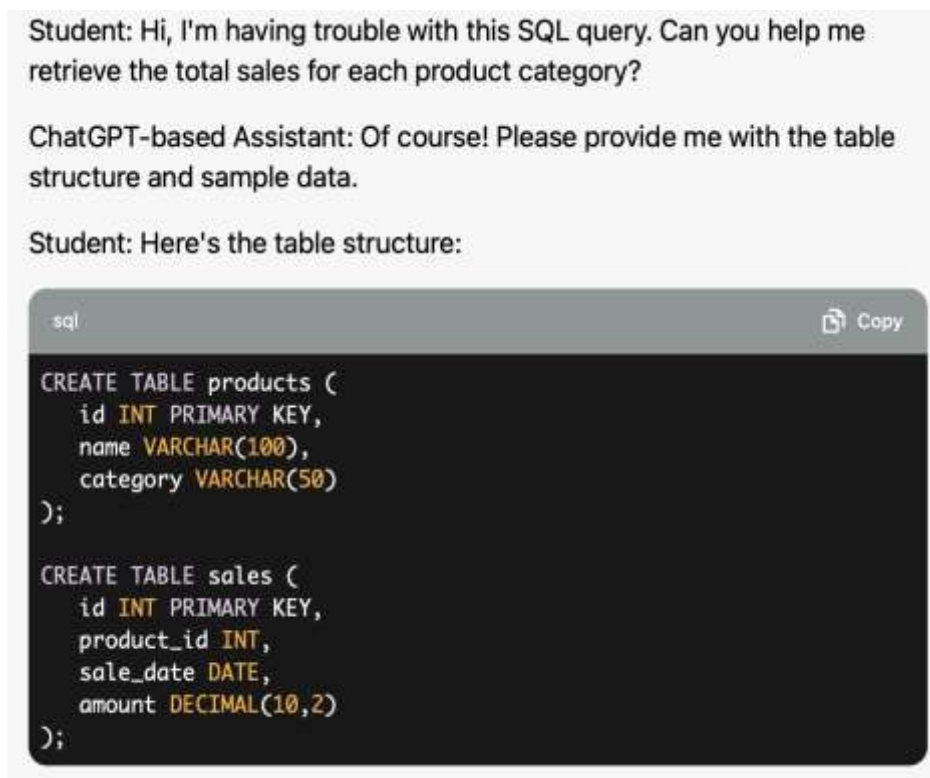 Student: Hi, I'm having trouble with this SQL query. Can you help me
retrieve the total sales for each product category?
ChatGPT-based Assistant: Of course! Please provide me with the table
structure and sample data.
Student: Here's the table structure:
sql
Copy
CREATE TABLE products (
id INT PRIMARY KEY,
name VARCHAR(100),
category VARCHAR(50)
);
CREATE TABLE sales (
id INT PRIMARY KEY,
product_id INT,
sale_date DATE,
amount DECIMAL(10,2)
);